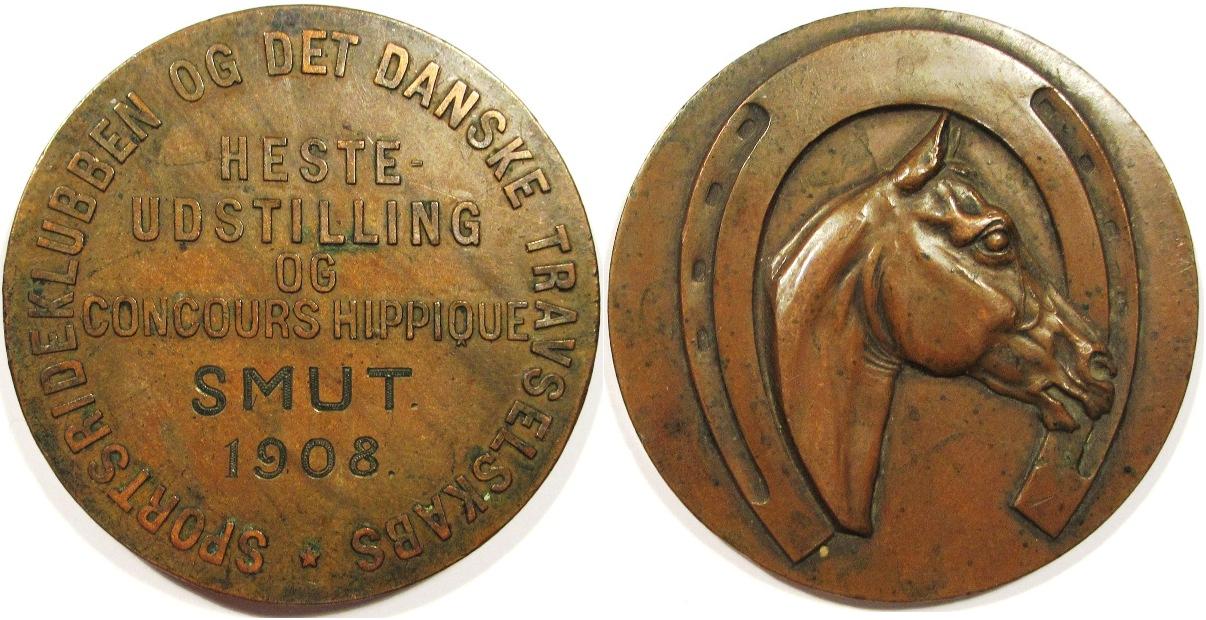 SPORTSRIDEKLUBBEN OG DET DANSKE TRAVSELSKABS
HESTE-
UDSTILLING
OG
CONCOURS HIPPIQUE
SMUT.
1908.